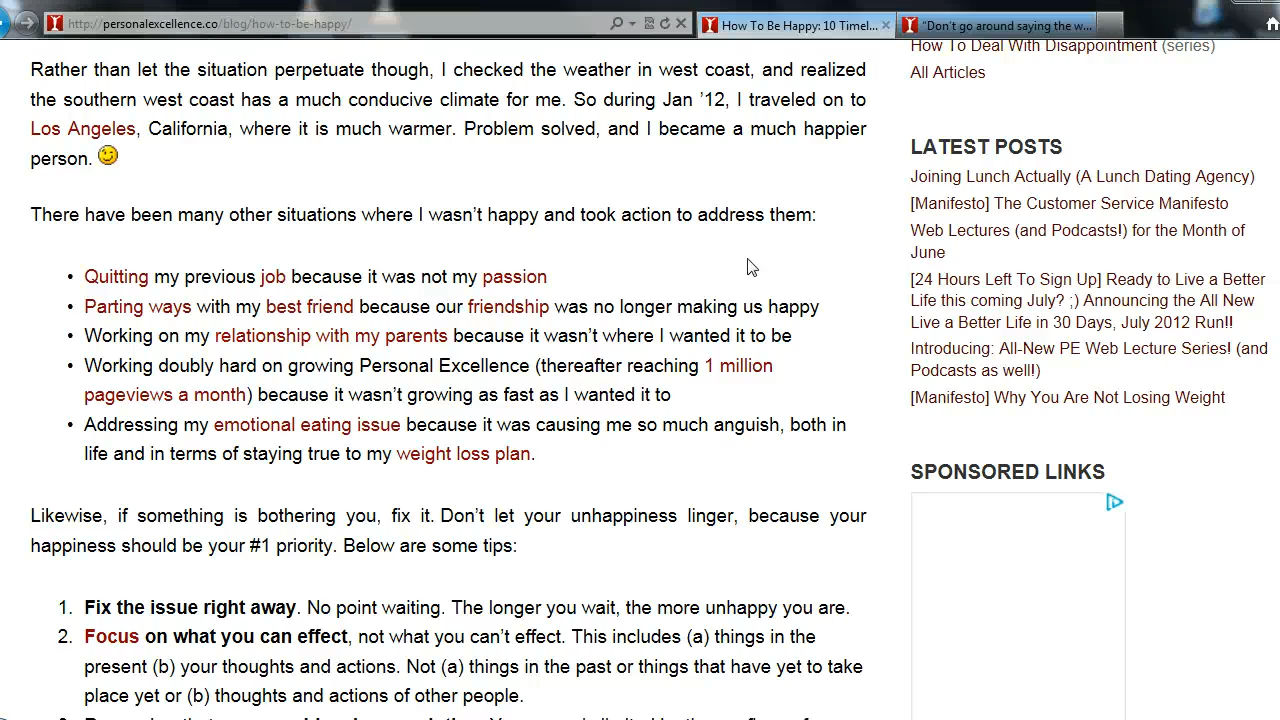 http://personalexcellence.co/blog/how-to-be-happy/
How To Be Happy: 10 Timel...
"Don't go around saying the w...
Rather than let the situation perpetuate though, I checked the weather in west coast, and realized
the southern west coast has a much conducive climate for me. So during Jan '12, I traveled on to
Los Angeles, California, where it is much warmer. Problem solved, and I became a much happier
person.
There have been many other situations where I wasn't happy and took action to address them:
• Quitting my previous job because it was not my passion
• Parting ways with my best friend because our friendship was no longer making us happy
• Working on my relationship with my parents because it wasn't where I wanted it to be
• Working doubly hard on growing Personal Excellence (thereafter reaching 1 million
pageviews a month) because it wasn't growing as fast as I wanted it to
• Addressing my emotional eating issue because it was causing me so much anguish, both in
life and in terms of staying true to my weight loss plan.
Likewise, if something is bothering you, fix it. Don't let your unhappiness linger, because your
happiness should be your #1 priority. Below are some tips:
1. Fix the issue right away. No point waiting. The longer you wait, the more unhappy you are.
2. Focus on what you can effect, not what you can't effect. This includes (a) things in the
present (b) your thoughts and actions. Not (a) things in the past or things that have yet to take
place yet or (b) thoughts and actions of other people.
How To Deal With Disappointment (series)
All Articles
LATEST POSTS
Joining Lunch Actually (A Lunch Dating Agency)
[Manifesto] The Customer Service Manifesto
Web Lectures (and Podcasts!) for the Month of
June
[24 Hours Left To Sign Up] Ready to Live a Better
Life this coming July? ;) Announcing the All New
Live a Better Life in 30 Days, July 2012 Run!!
Introducing: All-New PE Web Lecture Series! (and
Podcasts as well!)
[Manifesto] Why You Are Not Losing Weight
SPONSORED LINKS